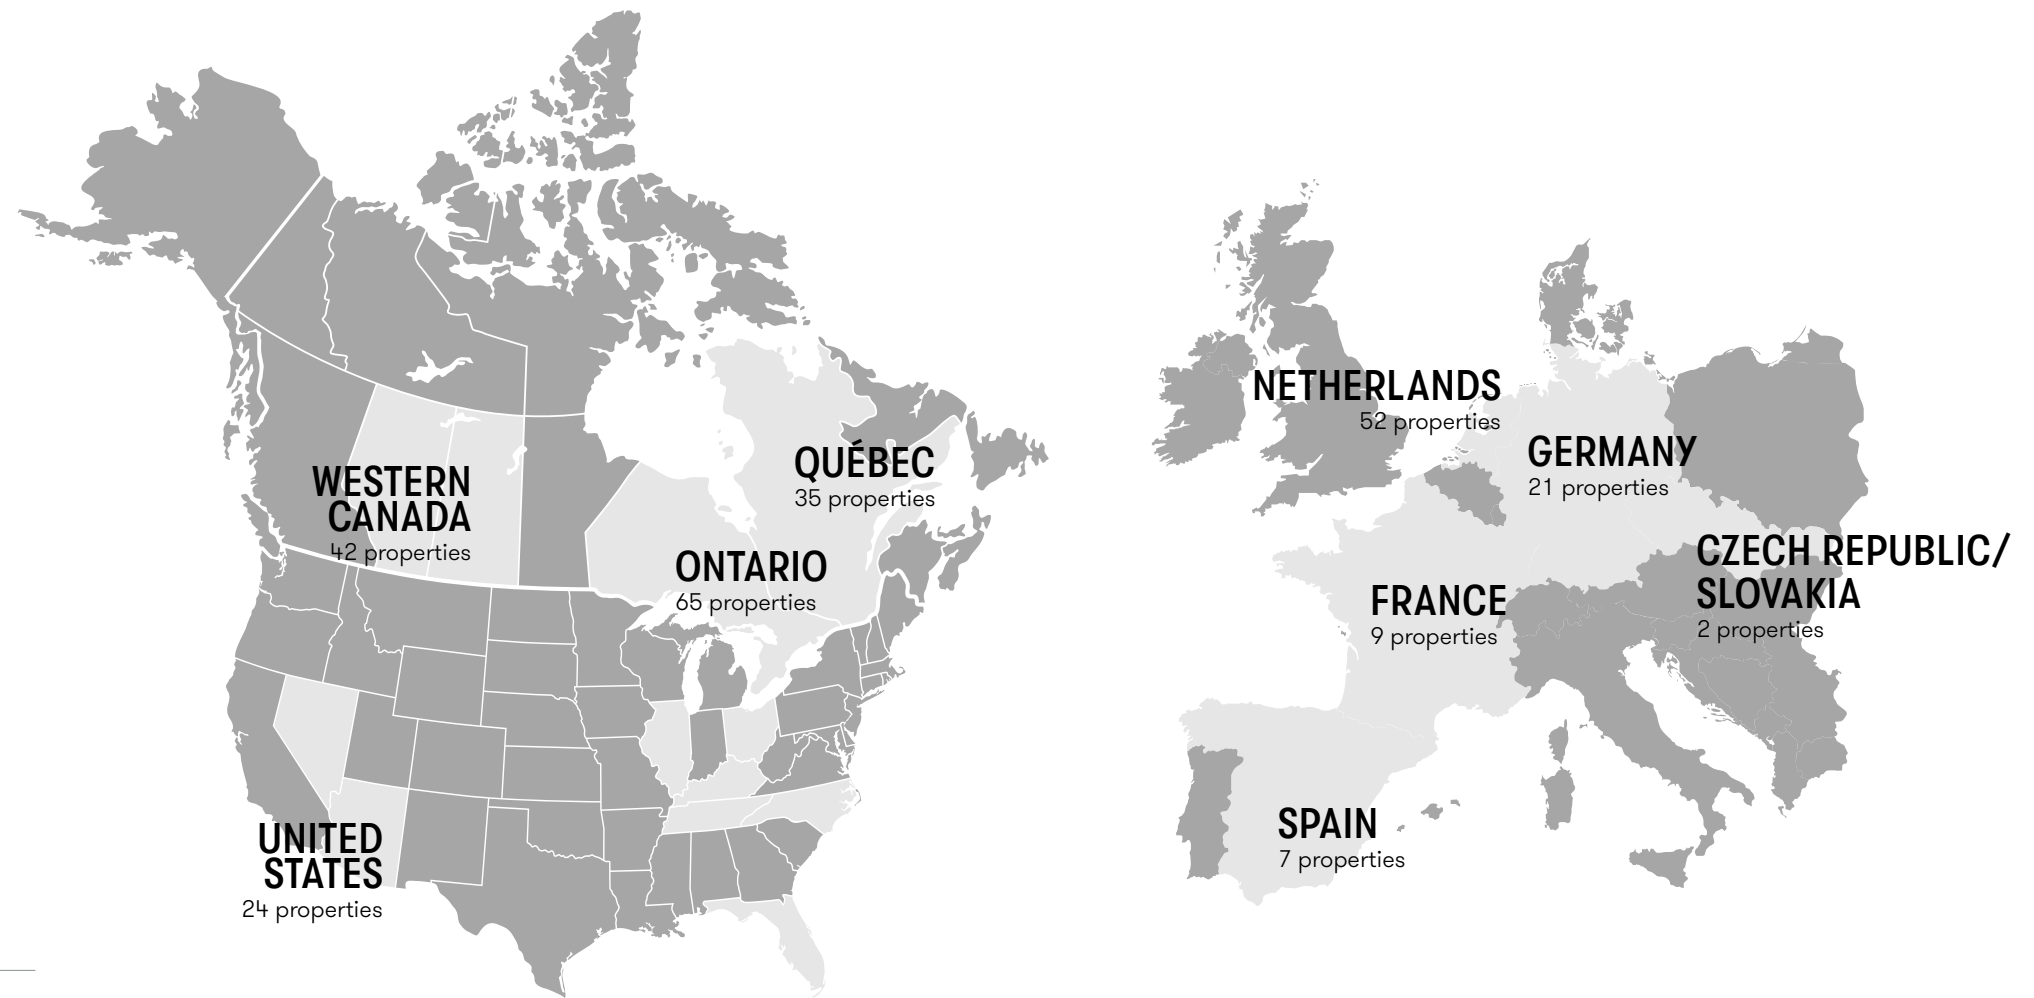 WESTERN
CANADA
42 properties
QUÉBEC
35 properties
ONTARIO
65 properties
UNITED
STATES
24 properties
NETHERLANDS
52 properties
GERMANY
21 properties
CZECH REPUBLIC/
SLOVAKIA
2 properties
FRANCE
9 properties
SPAIN
7 properties